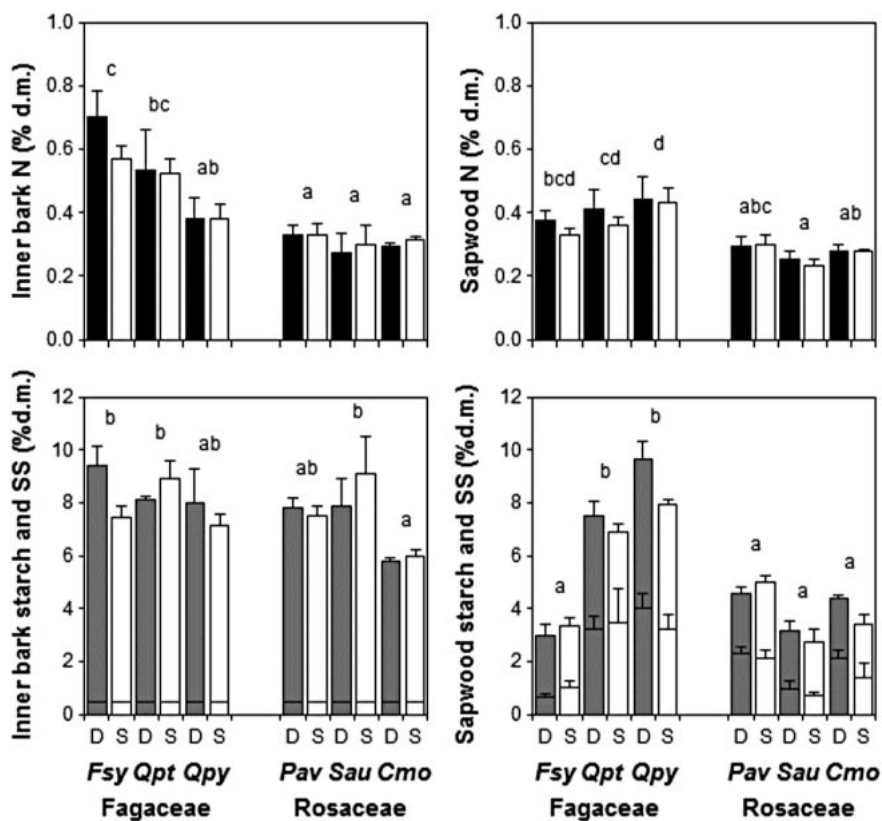 Inner bark N (% d.m.)
1.0
0.8
0.6
0.4
0.2
0.0
c
bc
ab
a
a
a
Sapwood N (% d.m.)
1.0
0.8
0.6
0.4
0.2
0.0
bcd
cd
d
abc
a
ab
Inner bark starch and SS (%d.m.)
12
10
8
6
4
2
0
b
b
ab
ab
b
a
D S D S D S D S D S D S
Fsy Qpt Qpy Pav Sau Cmo
Fagaceae Rosaceae
Sapwood starch and SS (%d.m.)
12
10
8
6
4
2
0
a
b
b
a
a
a
D S D S D S D S D S D S
Fsy Qpt Qpy Pav Sau Cmo
Fagaceae Rosaceae